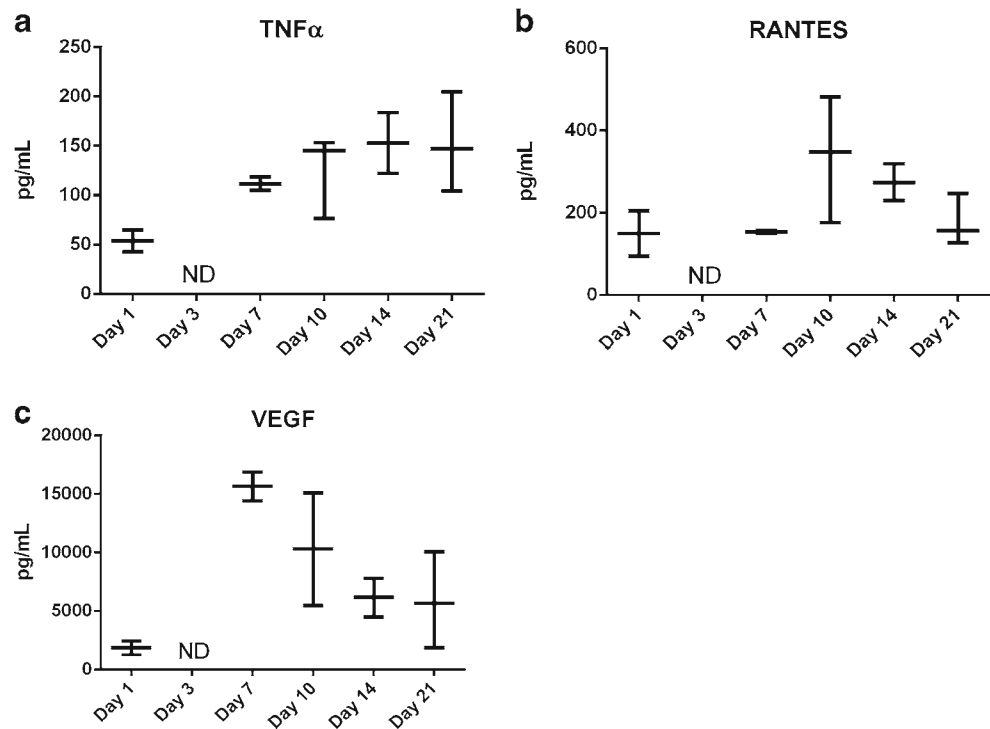 a
TNFα
250
200
150
100
50
0
pg/mL
ND
Day 1
Day 3
Day 7
Day 10
Day 14
Day 21
b
RANTES
600
400
200
0
pg/mL
ND
Day 1
Day 3
Day 7
Day 10
Day 14
Day 21
c
VEGF
20000
15000
10000
5000
0
pg/mL
ND
Day 1
Day 3
Day 7
Day 10
Day 14
Day 21